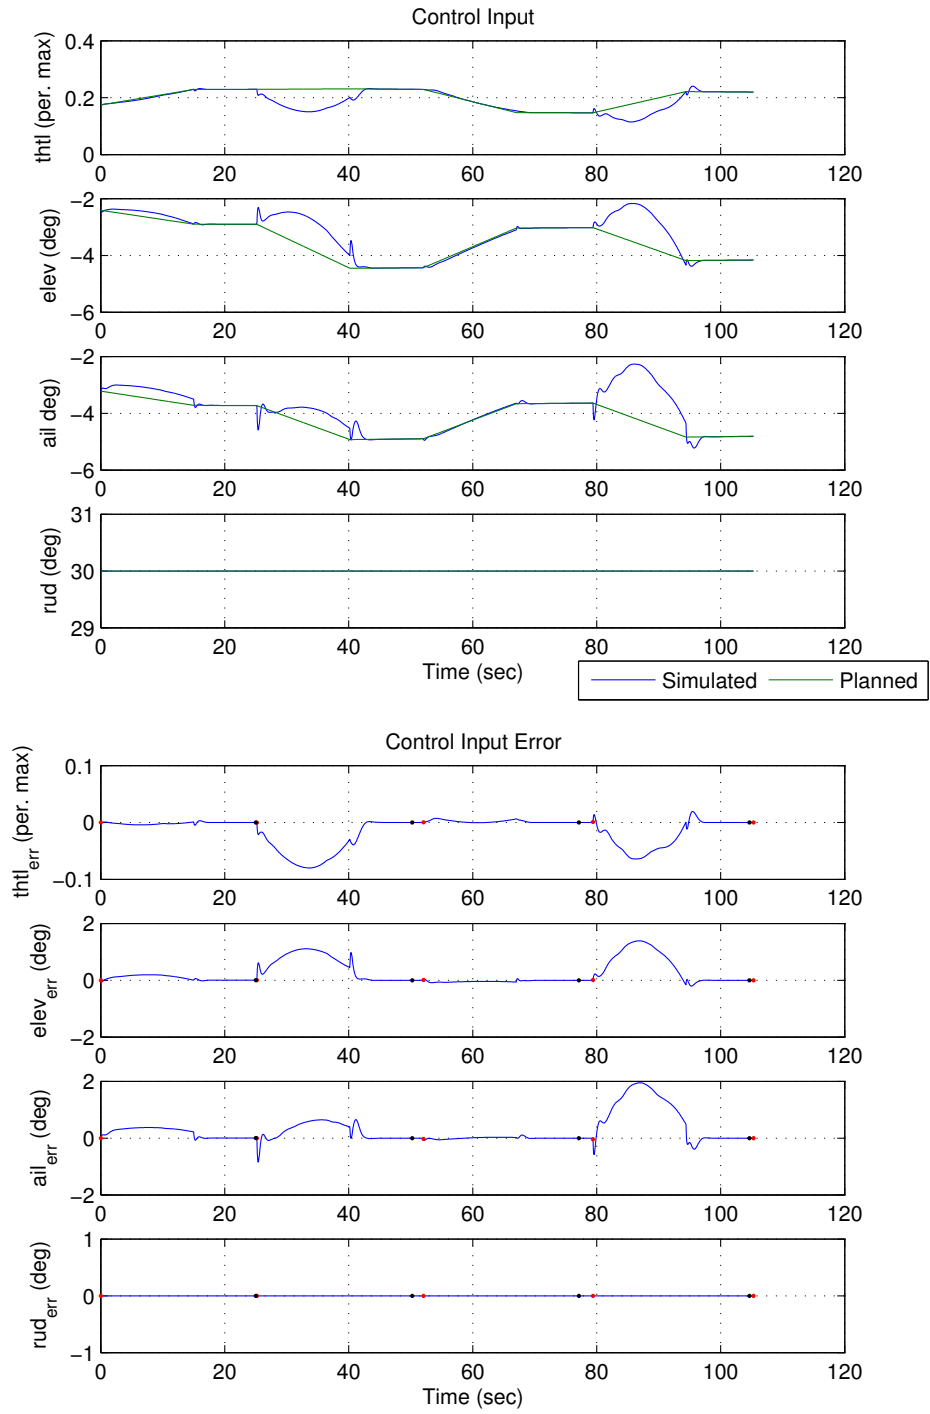 Control Input
0.4
0.2
0
thtl (per. max)
0 20 40 60 80 100 120
−2
−4
−6
elev (deg)
0 20 40 60 80 100 120
−2
−4
−6
ail deg)
0 20 40 60 80 100 120
31
30
29
rud (deg)
0 20 40 60 80 100 120
Time (sec)
Simulated Planned
Control Input Error
0.1
0
−0.1
thtl_err (per. max)
0 20 40 60 80 100 120
2
0
−2
elev_err (deg)
0 20 40 60 80 100 120
2
0
−2
ail_err (deg)
0 20 40 60 80 100 120
1
0
−1
rud_err (deg)
0 20 40 60 80 100 120
Time (sec)